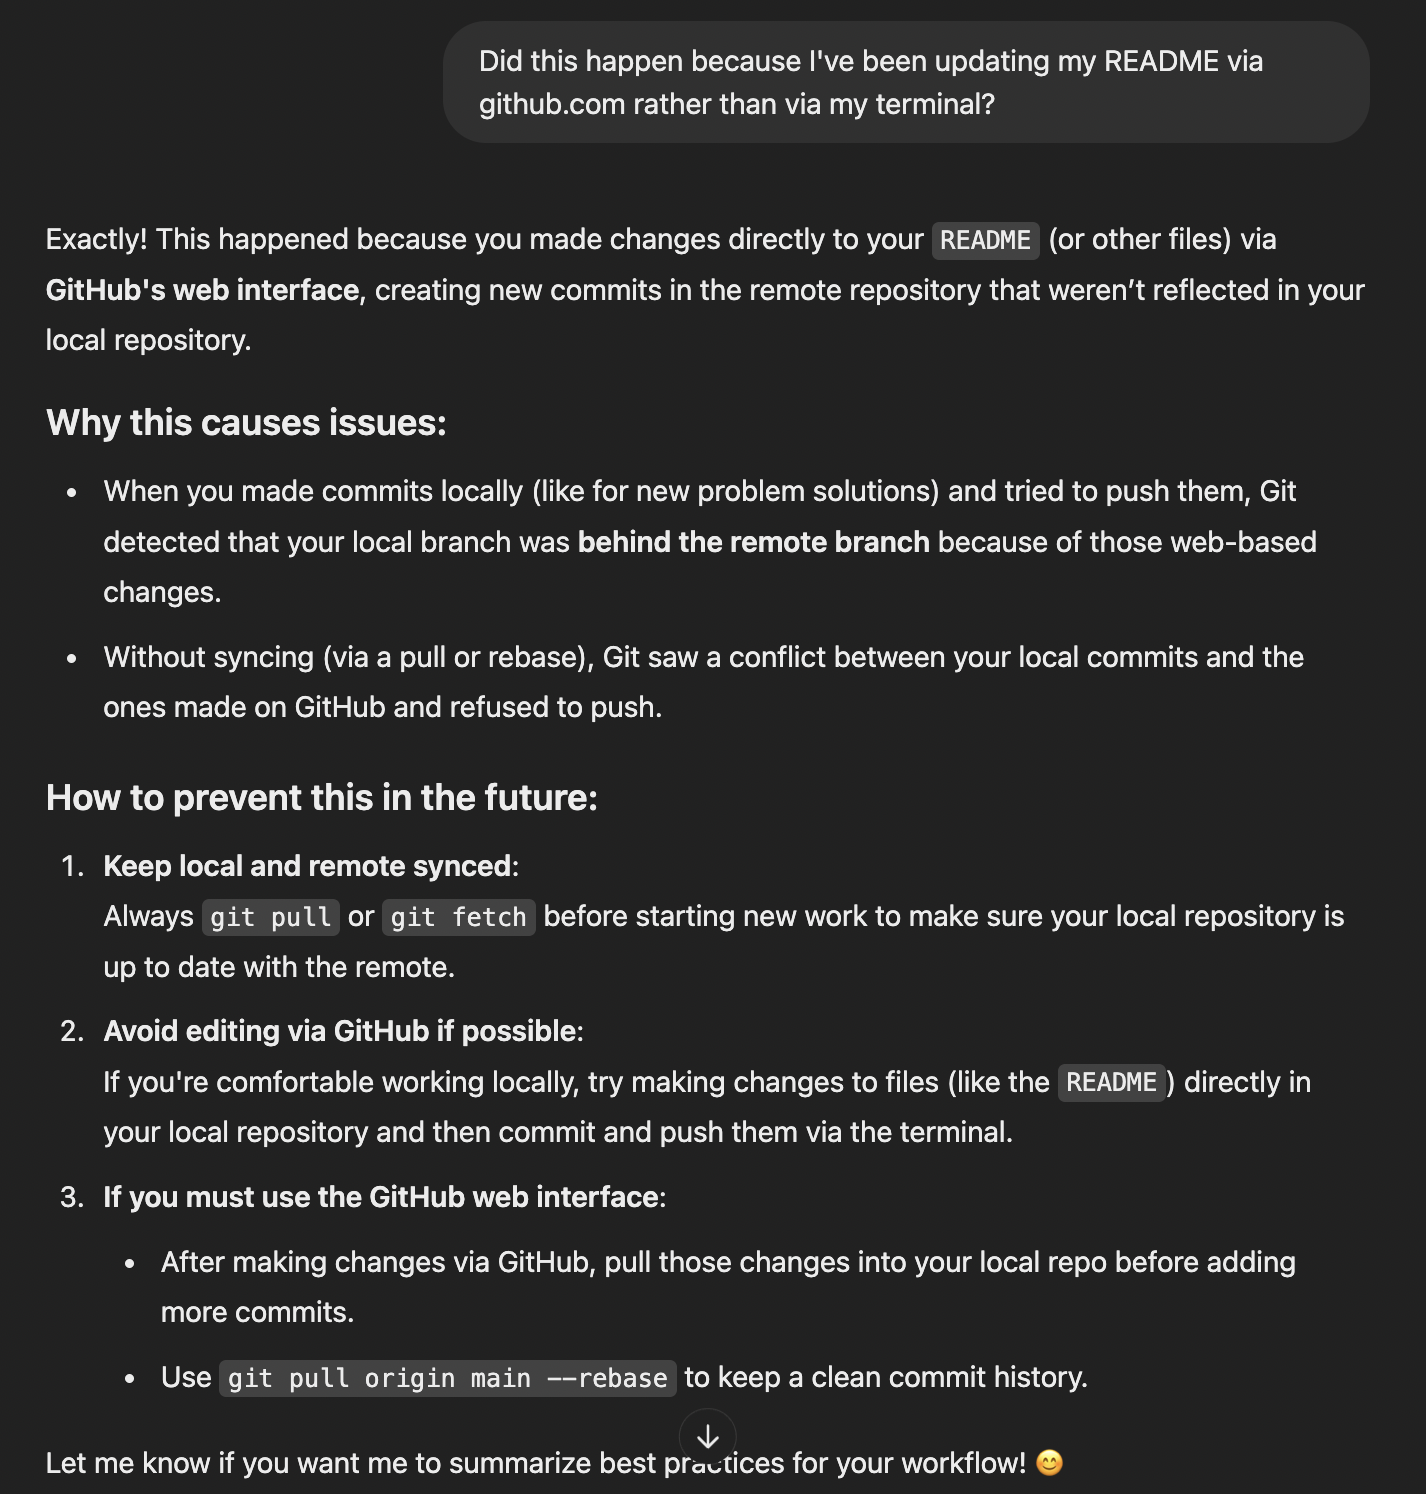 Did this happen because I've been updating my README via
github.com rather than via my terminal?
Exactly! This happened because you made changes directly to your README (or other files) via
GitHub's web interface, creating new commits in the remote repository that weren’t reflected in your
local repository.
Why this causes issues:
• When you made commits locally (like for new problem solutions) and tried to push them, Git
detected that your local branch was behind the remote branch because of those web-based
changes.
• Without syncing (via a pull or rebase), Git saw a conflict between your local commits and the
ones made on GitHub and refused to push.
How to prevent this in the future:
1. Keep local and remote synced:
Always git pull or git fetch before starting new work to make sure your local repository is
up to date with the remote.
2. Avoid editing via GitHub if possible:
If you're comfortable working locally, try making changes to files (like the README) directly in
your local repository and then commit and push them via the terminal.
3. If you must use the GitHub web interface:
• After making changes via GitHub, pull those changes into your local repo before adding
more commits.
• Use git pull origin main --rebase to keep a clean commit history.
Let me know if you want me to summarize best practices for your workflow! 😊